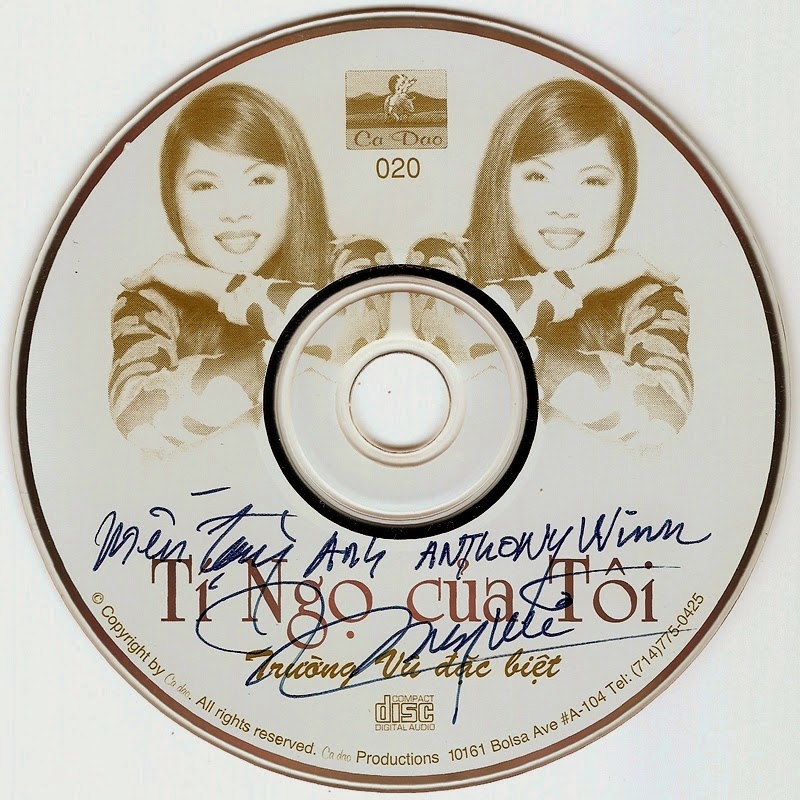 Ca Dao
020
mến tặng Anh ANTHONY Winn
Tí Ngọ của Tôi
Trường Vũ đặc biệt
COMPACT
disc
DIGITAL AUDIO
© Copyright by Ca dao. All rights reserved. Ca dao Productions 10161 Bolsa Ave #A-104 Tel: (714)775-0425